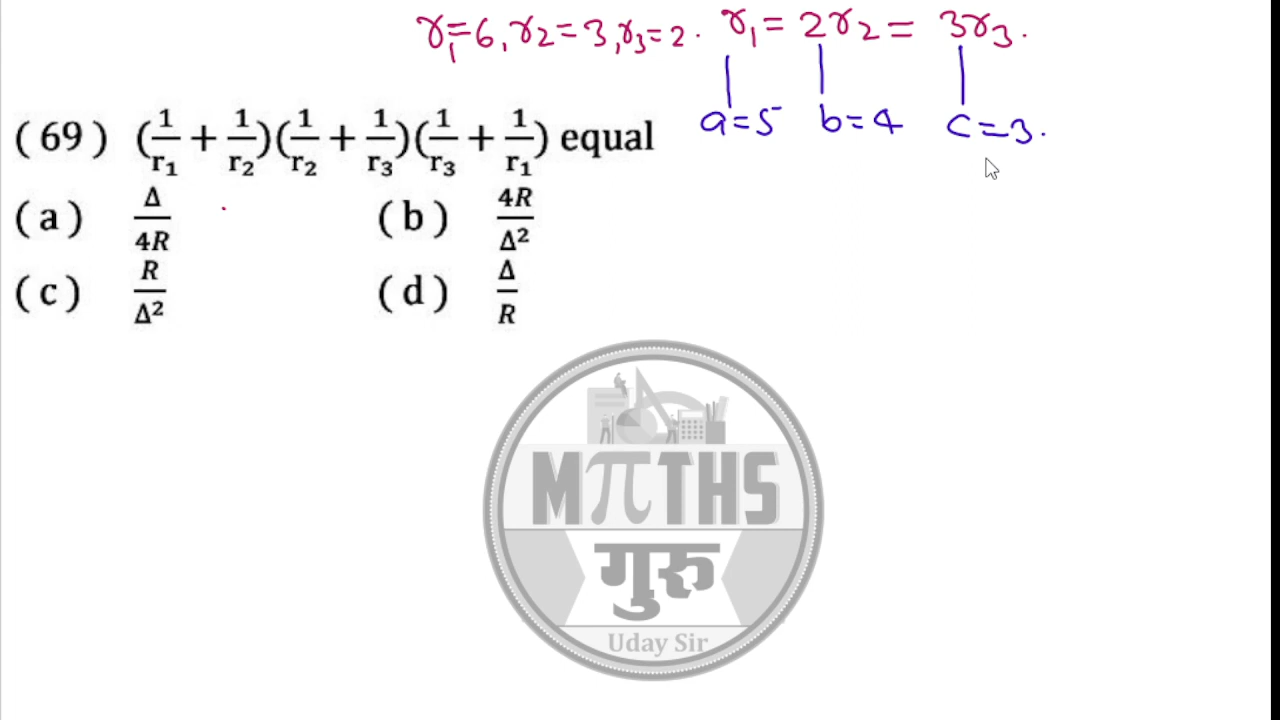 r₁=6, r₂=3, r₃=2. r₁ = 2r₂ = 3r₃.
a=5 b=4 c=3.
(69) (1/r₁ + 1/r₂)(1/r₂ + 1/r₃)(1/r₃ + 1/r₁) equal
(a) Δ/4R (b) 4R/Δ²
(c) R/Δ² (d) Δ/R
MπTHS
गुरु
Uday Sir